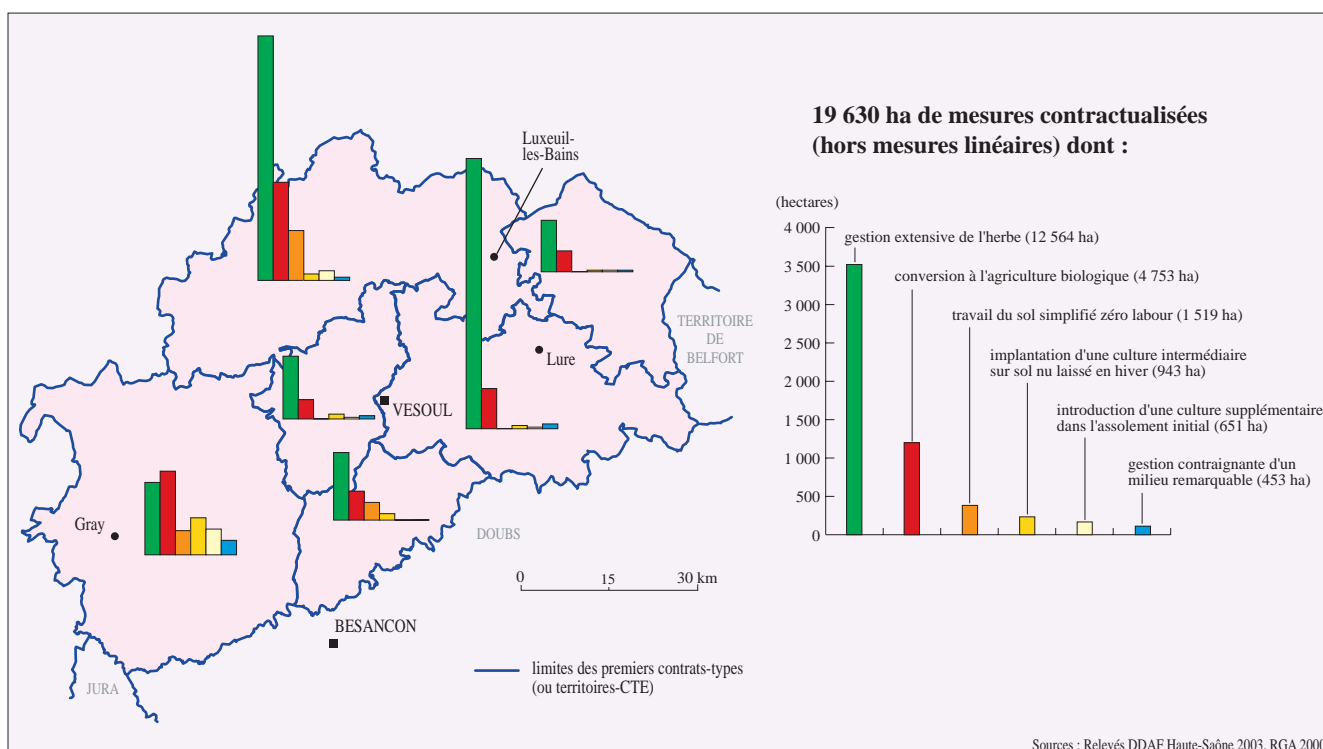 19 630 ha de mesures contractualisées
(hors mesures linéaires) dont :
Luxeuil-
les-Bains
TERRITOIRE
DE
BELFORT
Lure
VESOUL
Gray
DOUBS
0 15 30 km
BESANCON
JURA
limites des premiers contrats-types
(ou territoires-CTE)
(hectares)
4 000
3 500
3 000
2 500
2 000
1 500
1 000
500
0
gestion extensive de l'herbe (12 564 ha)
conversion à l'agriculture biologique (4 753 ha)
travail du sol simplifié zéro labour (1 519 ha)
implantation d'une culture intermédiaire
sur sol nu laissé en hiver (943 ha)
introduction d'une culture supplémentaire
dans l'assolement initial (651 ha)
gestion contraignante d'un
milieu remarquable (453 ha)
Sources : Relevés DDAF Haute-Saône 2003, RGA 2000